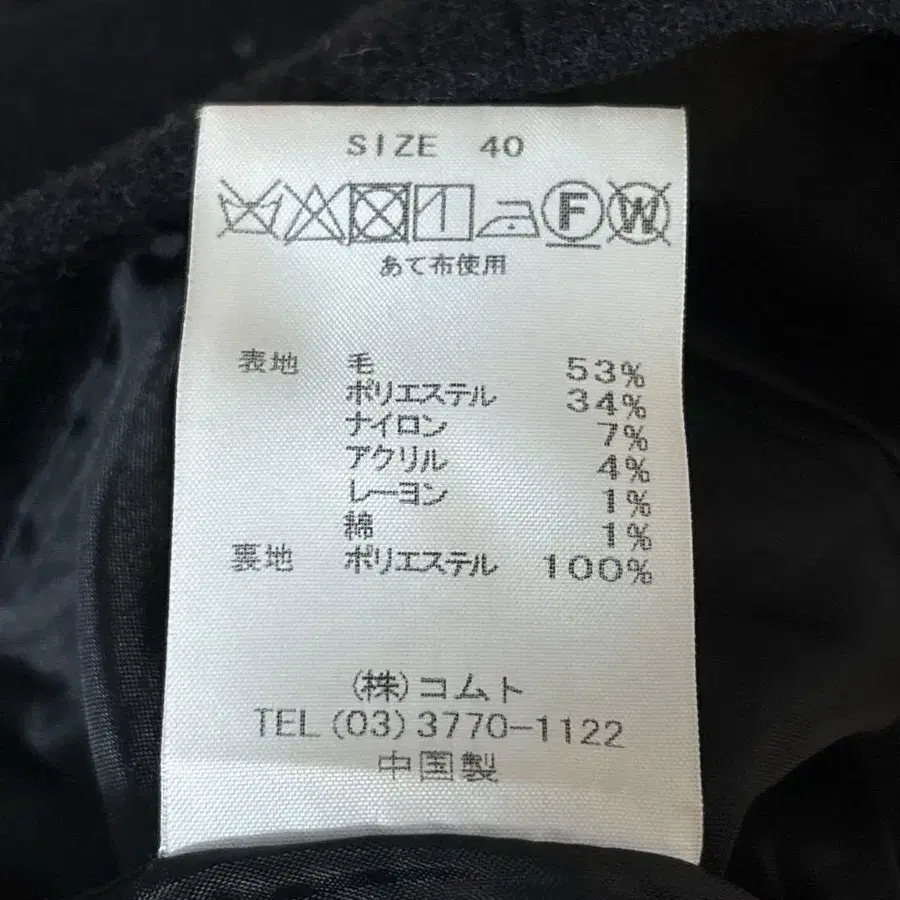 SIZE 40
F W
あて布使用
表地 毛 53%
ポリエステル 34%
ナイロン 7%
アクリル 4%
レーヨン 1%
綿 1%
裏地 ポリエステル 100%
(株)コムト
TEL (03) 3770-1122
中国製